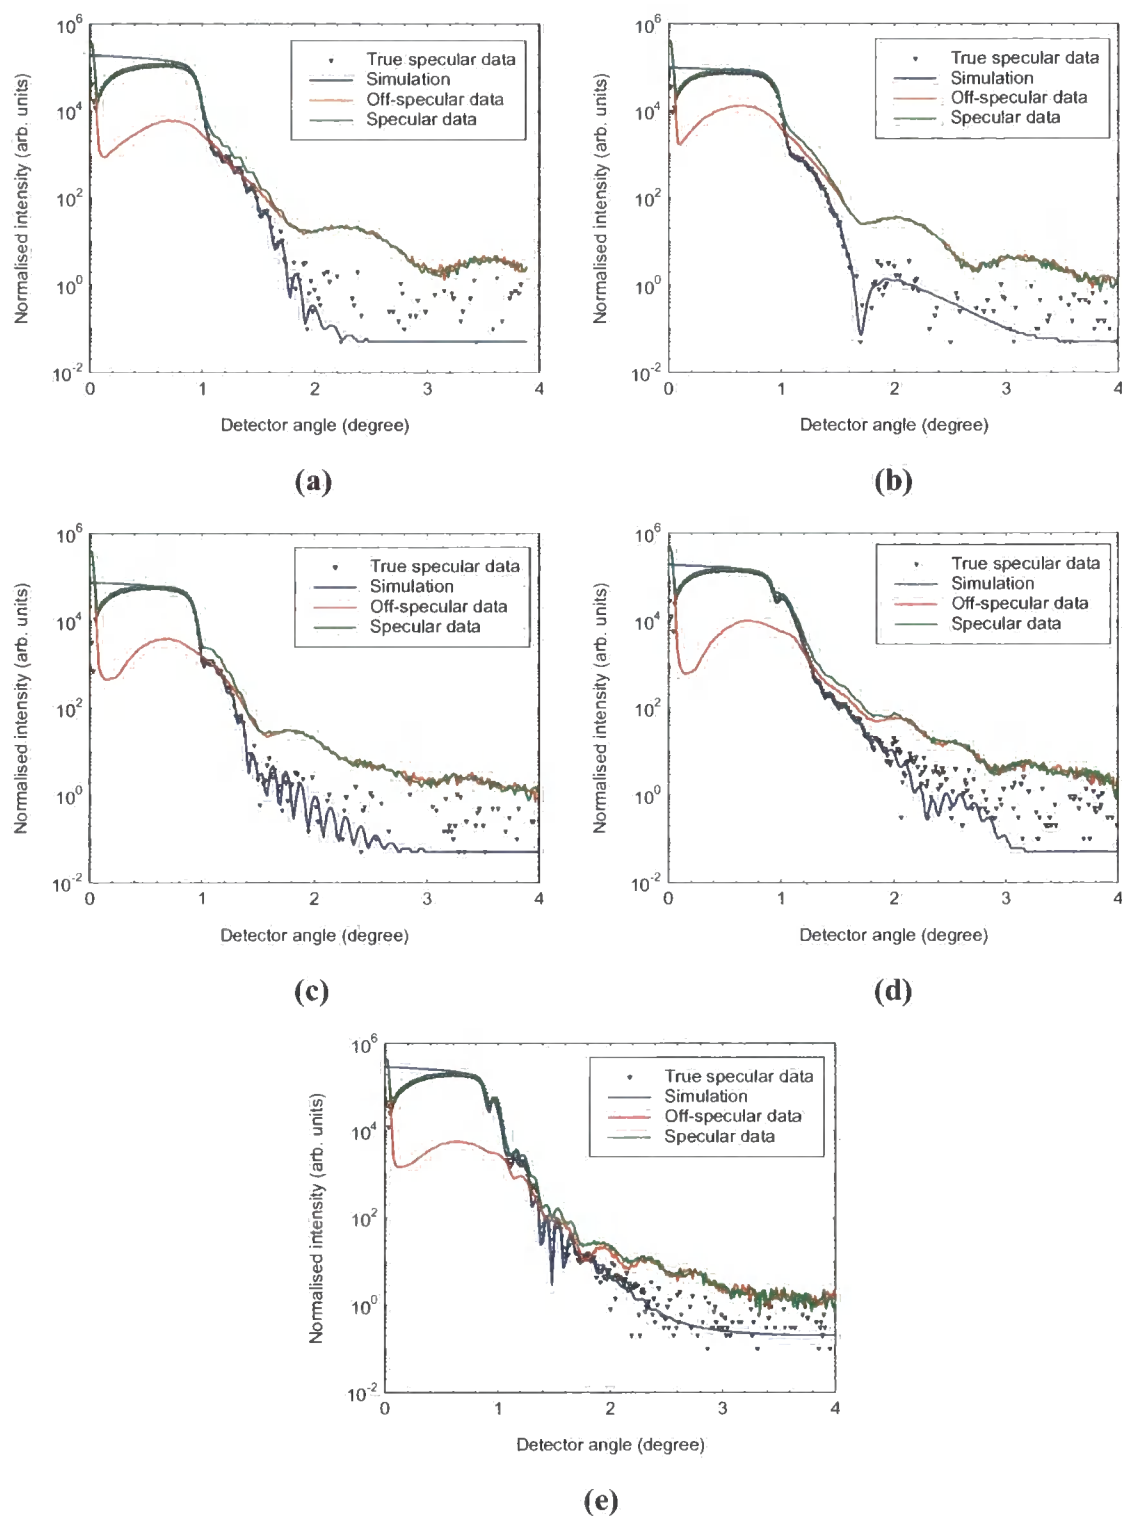 Normalised intensity (arb. units)
10^6
10^4
10^2
10^0
10^-2
True specular data
Simulation
Off-specular data
Specular data
0 1 2 3 4
Detector angle (degree)
(a)
Normalised intensity (arb. units)
10^6
10^4
10^2
10^0
10^-2
True specular data
Simulation
Off-specular data
Specular data
0 1 2 3 4
Detector angle (degree)
(b)
Normalised intensity (arb. units)
10^6
10^4
10^2
10^0
10^-2
True specular data
Simulation
Off-specular data
Specular data
0 1 2 3 4
Detector angle (degree)
(c)
Normalised intensity (arb. units)
10^6
10^4
10^2
10^0
10^-2
True specular data
Simulation
Off-specular data
Specular data
0 1 2 3 4
Detector angle (degree)
(d)
Normalised intensity (arb. units)
10^6
10^4
10^2
10^0
10^-2
True specular data
Simulation
Off-specular data
Specular data
0 1 2 3 4
Detector angle (degree)
(e)